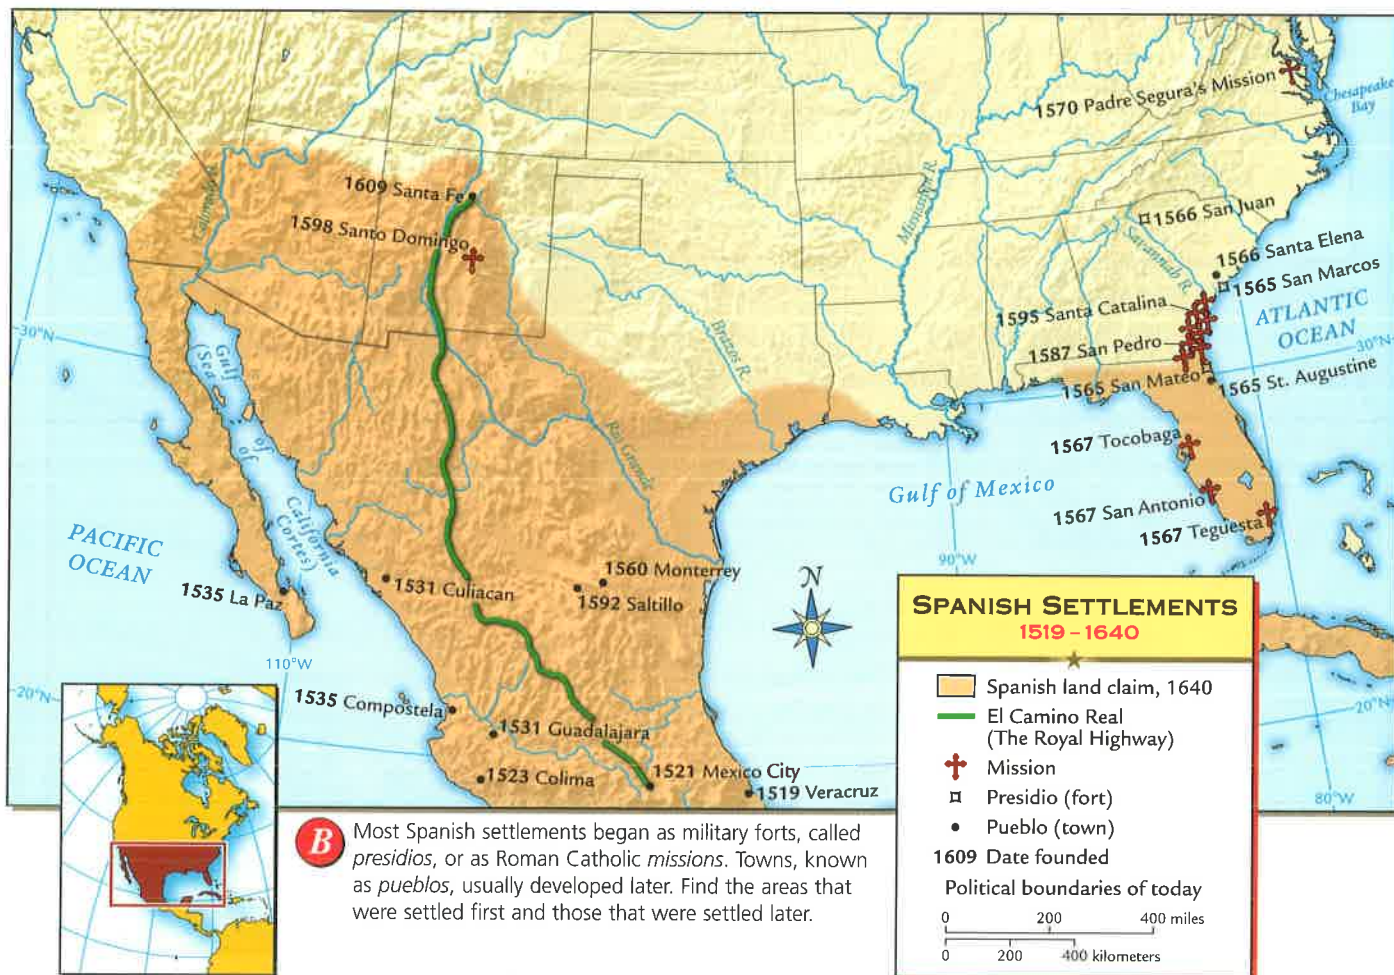 1570 Padre Segura's Mission
Chesapeake
Bay
1609 Santa Fe
1598 Santo Domingo
Colorado R.
Mississippi R.
1566 San Juan
Savannah R.
1566 Santa Elena
1565 San Marcos
1595 Santa Catalina
ATLANTIC
OCEAN
30°N
30°N
1587 San Pedro
1565 San Mateo
1565 St. Augustine
Gulf of California
(Sea of Cortes)
Brazos R.
Rio Grande
1567 Tocobaga
Gulf of Mexico
1567 San Antonio
1567 Tegüesta
PACIFIC
OCEAN
90°W
1535 La Paz
1531 Culiacan
1560 Monterrey
1592 Saltillo
N
110°W
20°N
20°N
1535 Compostela
1531 Guadalajara
1523 Colima
1521 Mexico City
1519 Veracruz
80°W
SPANISH SETTLEMENTS
1519–1640
Spanish land claim, 1640
El Camino Real
(The Royal Highway)
Mission
Presidio (fort)
Pueblo (town)
1609 Date founded
Political boundaries of today
0 200 400 miles
0 200 400 kilometers
B
Most Spanish settlements began as military forts, called
presidios, or as Roman Catholic missions. Towns, known
as pueblos, usually developed later. Find the areas that
were settled first and those that were settled later.